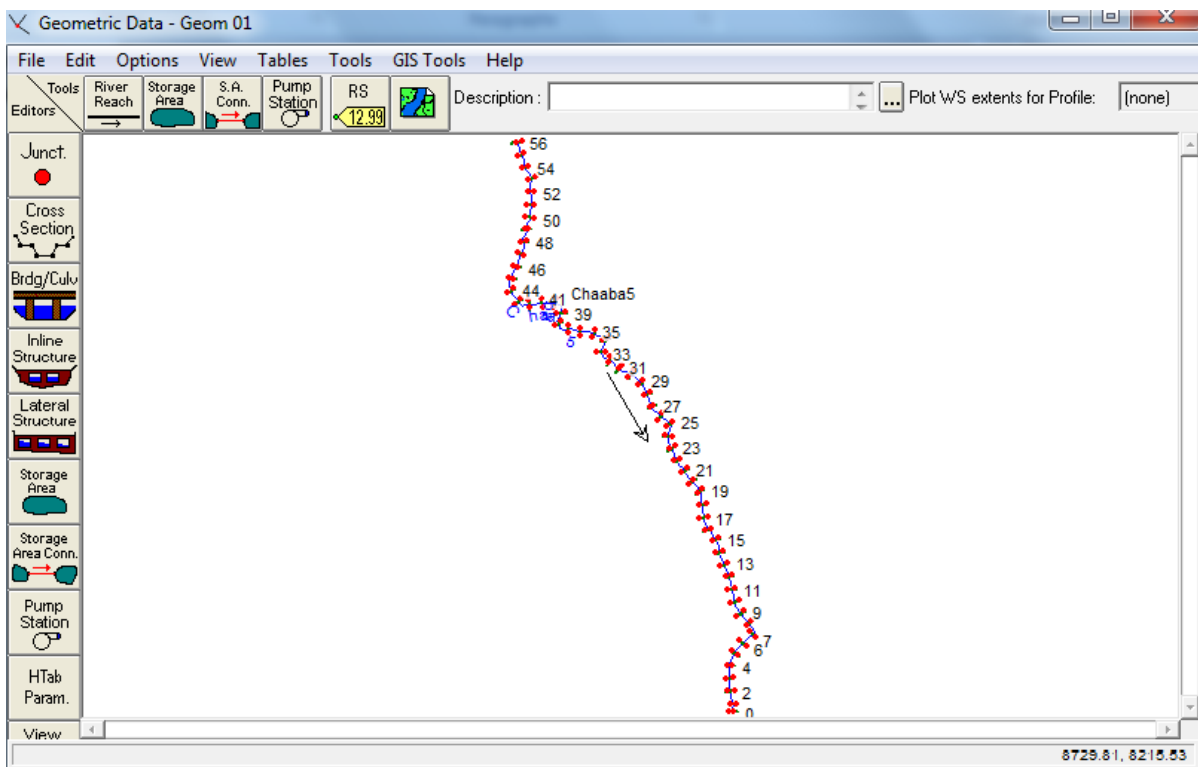 Geometric Data - Geom 01
File Edit Options View Tables Tools GIS Tools Help
Tools
Editors
River
Reach
Storage
Area
S.A.
Conn.
Pump
Station
RS
12.99
Description :
...
Plot WS extents for Profile:
(none)
Junct.
Cross
Section
Brdg/Culv
Inline
Structure
Lateral
Structure
Storage
Area
Storage
Area Conn.
Pump
Station
HTab
Param.
View
56
54
52
50
48
46
44
41
Chaaba5
39
35
33
31
29
27
25
23
21
19
17
15
13
11
9
7
6
4
2
0
8729.81, 8215.53